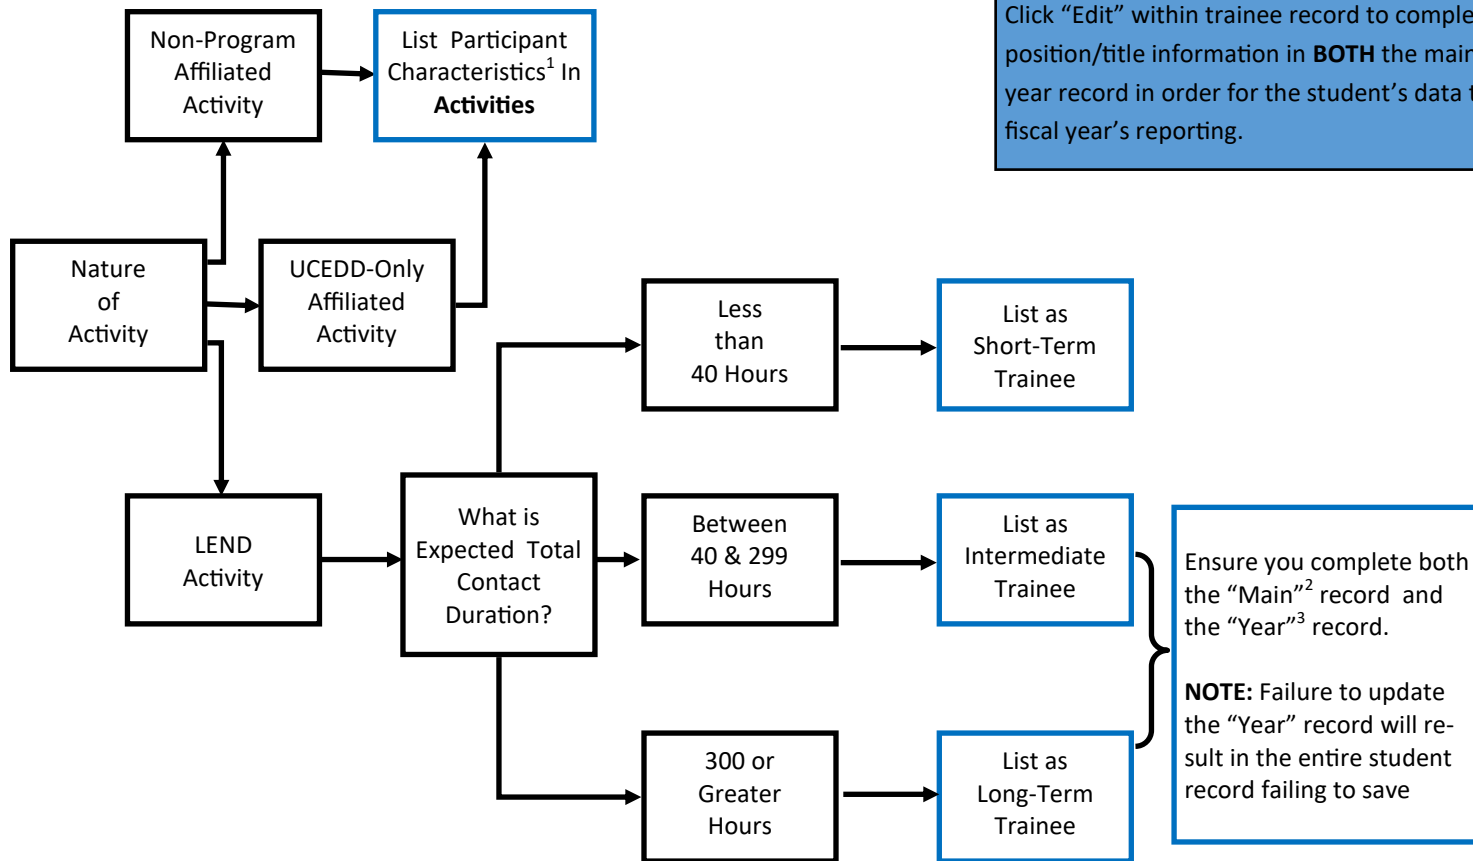 Non-Program
Affiliated
Activity
List Participant
Characteristics1 In
Activities
Click “Edit” within trainee record to
position/title information in BOTH the main
year record in order for the student’s data
fiscal year’s reporting.
Nature
of
Activity
UCEDD-Only
Affiliated
Activity
Less
than
40 Hours
List as
Short-Term
Trainee
LEND
Activity
What is
Expected Total
Contact
Duration?
Between
40 & 299
Hours
List as
Intermediate
Trainee
Ensure you complete both
the “Main”2 record and
the “Year”3 record.
NOTE: Failure to update
the “Year” record will re-
sult in the entire student
record failing to save
300 or
Greater
Hours
List as
Long-Term
Trainee